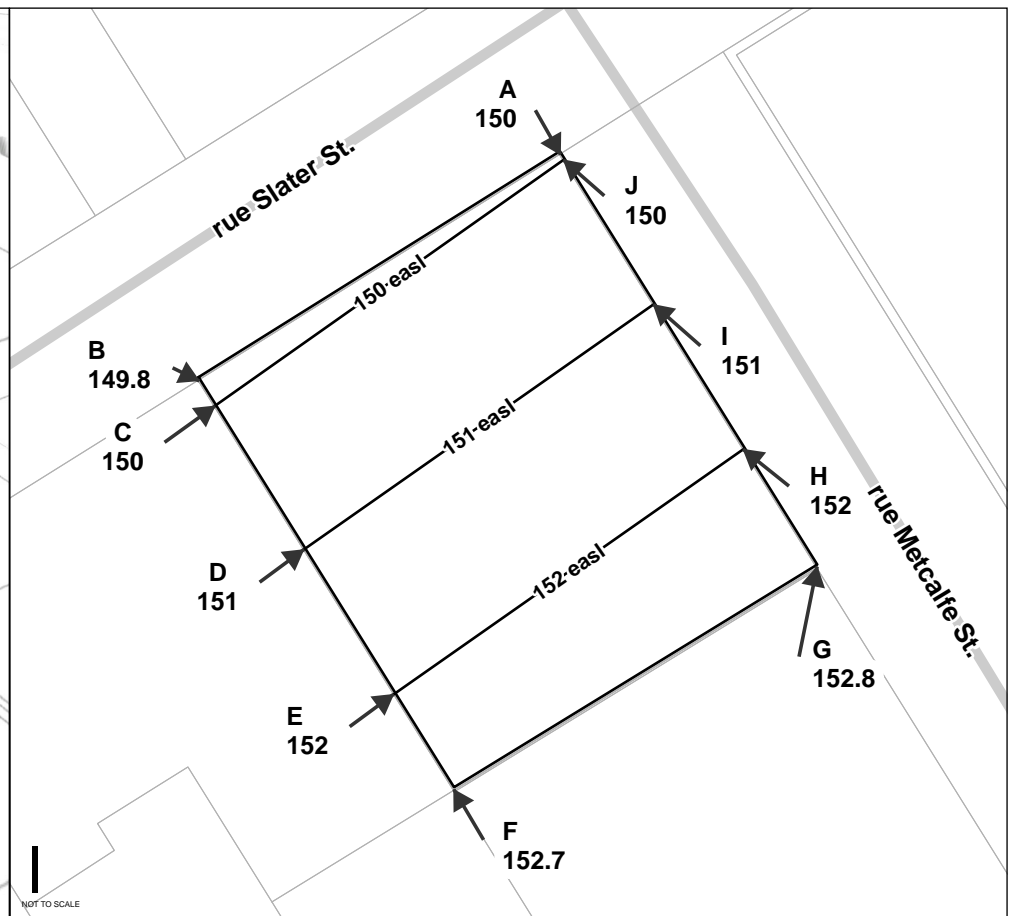 A
150
rue Slater St.
J
150
150 easl
B
149.8
I
151
C
150
151 easl
H
152
rue Metcalfe St.
D
151
152 easl
G
152.8
E
152
F
152.7
NOT TO SCALE